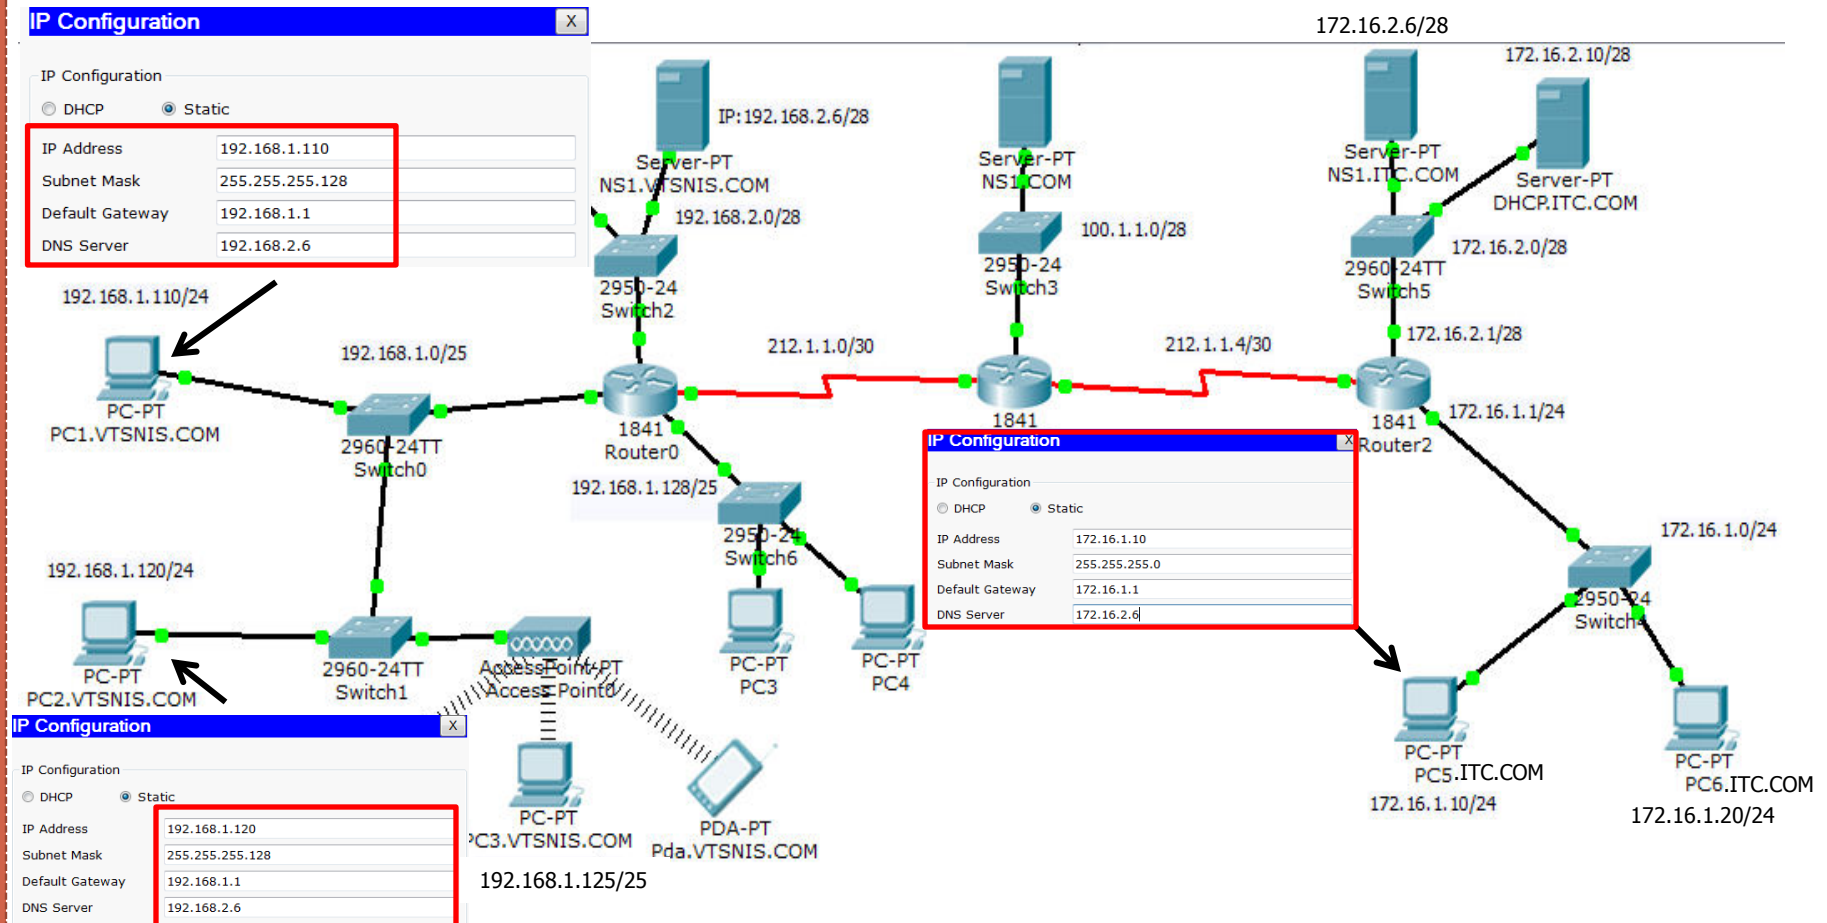 IP Configuration X
IP Configuration
DHCP Static
IP Address 192.168.1.110
Subnet Mask 255.255.255.128
Default Gateway 192.168.1.1
DNS Server 192.168.2.6
172.16.2.6/28
172.16.2.10/28
IP:192.168.2.6/28
Server-PT
NS1.VTSNIS.COM
192.168.2.0/28
Server-PT
NS1.COM
100.1.1.0/28
Server-PT
NS1.ITC.COM
Server-PT
DHCP.ITC.COM
172.16.2.0/28
2950-24
Switch2
2950-24
Switch3
2960-24TT
Switch5
192.168.1.110/24
192.168.1.0/25
212.1.1.0/30
212.1.1.4/30
172.16.2.1/28
PC-PT
PC1.VTSNIS.COM
2960-24TT
Switch0
1841
Router0
1841
1841
Router2
172.16.1.1/24
192.168.1.128/25
2950-24
Switch6
IP Configuration X
IP Configuration
DHCP Static
IP Address 172.16.1.10
Subnet Mask 255.255.255.0
Default Gateway 172.16.1.1
DNS Server 172.16.2.6
172.16.1.0/24
2950-24
Switch4
192.168.1.120/24
PC-PT
PC2.VTSNIS.COM
2960-24TT
Switch1
AccessPoint-PT
Access Point0
PC-PT
PC3
PC-PT
PC4
IP Configuration X
IP Configuration
DHCP Static
IP Address 192.168.1.120
Subnet Mask 255.255.255.128
Default Gateway 192.168.1.1
DNS Server 192.168.2.6
PC-PT
PC3.VTSNIS.COM
192.168.1.125/25
PDA-PT
Pda.VTSNIS.COM
PC-PT
PC5.ITC.COM
172.16.1.10/24
PC-PT
PC6.ITC.COM
172.16.1.20/24